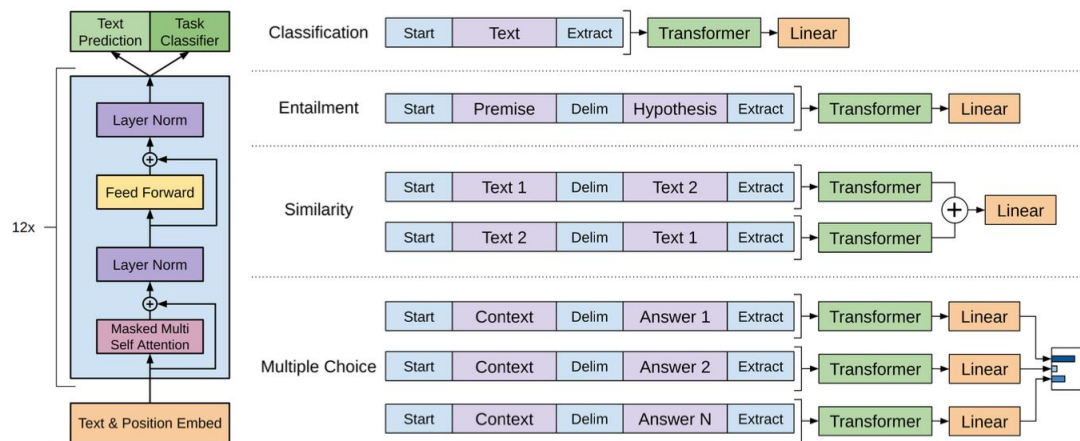 Text Prediction
Task Classifier
12x
Layer Norm
+
Feed Forward
Layer Norm
+
Masked Multi Self Attention
Text & Position Embed
Classification
Start Text Extract Transformer Linear
Entailment
Start Premise Delim Hypothesis Extract Transformer Linear
Similarity
Start Text 1 Delim Text 2 Extract Transformer
+ Linear
Start Text 2 Delim Text 1 Extract Transformer
Multiple Choice
Start Context Delim Answer 1 Extract Transformer Linear
Start Context Delim Answer 2 Extract Transformer Linear
Start Context Delim Answer N Extract Transformer Linear